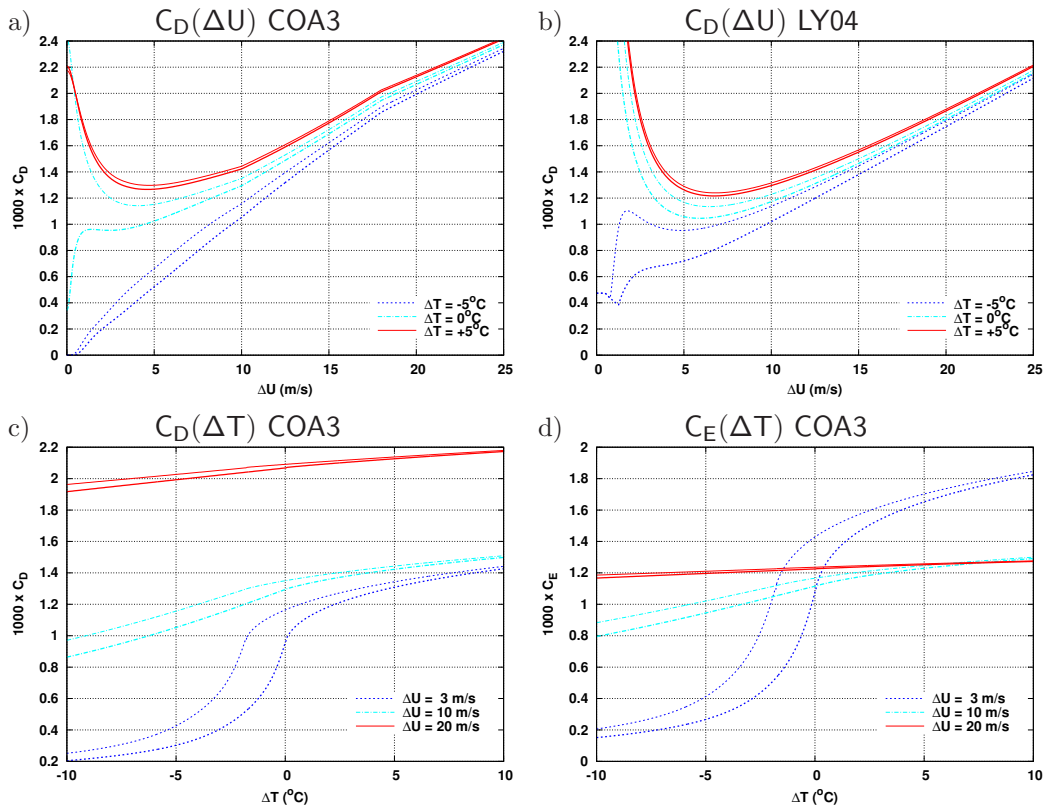 a)
C_D(ΔU) COA3
1000 x C_D
2.4
2.2
2
1.8
1.6
1.4
1.2
1
0.8
0.6
0.4
0.2
0
0 5 10 15 20 25
ΔU (m/s)
ΔT = -5°C
ΔT = 0°C
ΔT = +5°C
b)
C_D(ΔU) LY04
1000 x C_D
2.4
2.2
2
1.8
1.6
1.4
1.2
1
0.8
0.6
0.4
0.2
0
0 5 10 15 20 25
ΔU (m/s)
ΔT = -5°C
ΔT = 0°C
ΔT = +5°C
c)
C_D(ΔT) COA3
1000 x C_D
2.2
2
1.8
1.6
1.4
1.2
1
0.8
0.6
0.4
0.2
-10 -5 0 5 10
ΔT (°C)
ΔU = 3 m/s
ΔU = 10 m/s
ΔU = 20 m/s
d)
C_E(ΔT) COA3
1000 x C_E
2
1.8
1.6
1.4
1.2
1
0.8
0.6
0.4
0.2
0
-10 -5 0 5 10
ΔT (°C)
ΔU = 3 m/s
ΔU = 10 m/s
ΔU = 20 m/s